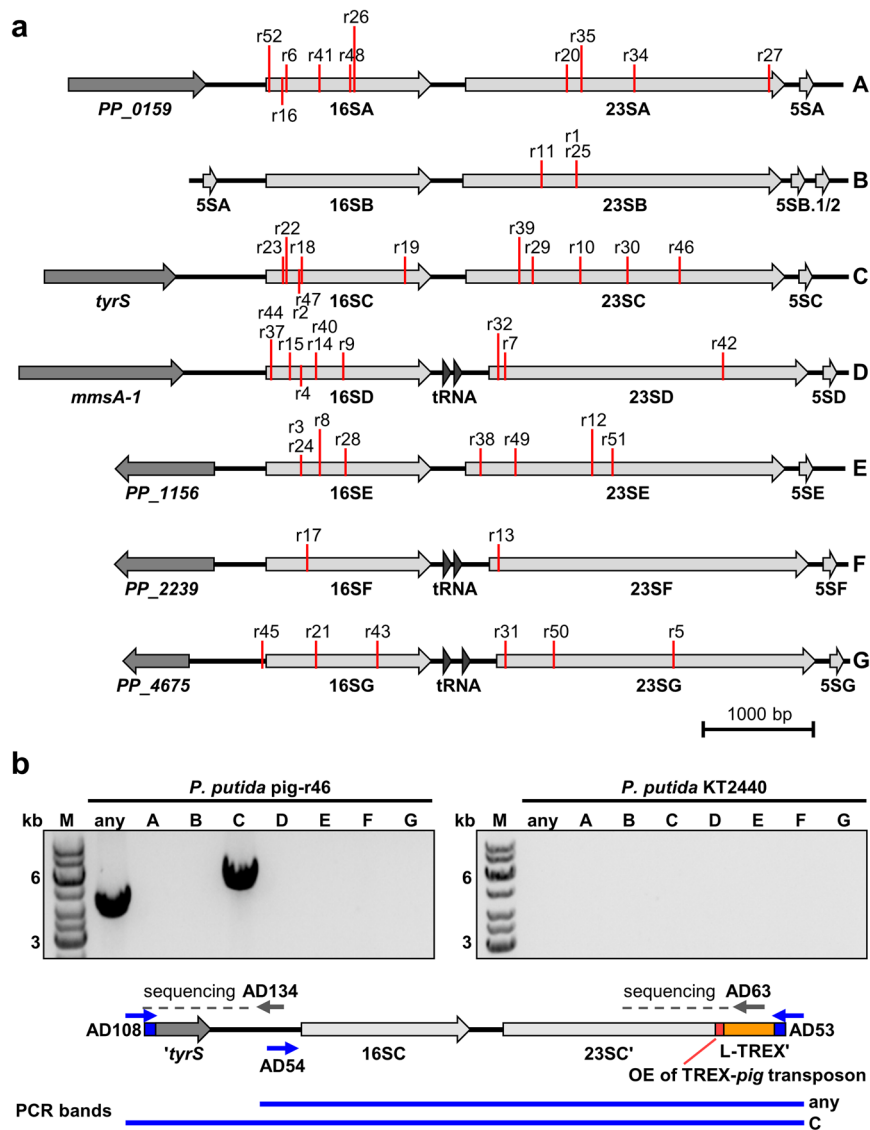 a
r26
r52 r35
r6 r41 r48 r20 r34 r27
A
r16
PP_0159 16SA 23SA 5SA
r1
r11 r25
B
5SA 16SB 23SB 5SB.1/2
r22 r39
r23 r18 r19 r29 r10 r30 r46
C
r47
tyrS r2 16SC 23SC 5SC
r44 r40 r32
r37 r15 r14 r9 r7 r42
D
r4
mmsA-1 16SD tRNA 23SD 5SD
r3 r8 r12
r24 r28 r38 r49 r51
E
PP_1156 16SE 23SE 5SE
r17 r13
F
PP_2239 16SF tRNA 23SF 5SF
r45 r21 r43 r31 r50 r5
G
PP_4675 16SG tRNA 23SG 5SG
1000 bp
b
P. putida pig-r46 P. putida KT2440
kb M any A B C D E F G kb M any A B C D E F G
6 6
3 3
sequencing AD134 sequencing AD63
AD108 AD53
'tyrS AD54 16SC 23SC' L-TREX'
OE of TREX-pig transposon
PCR bands any
C